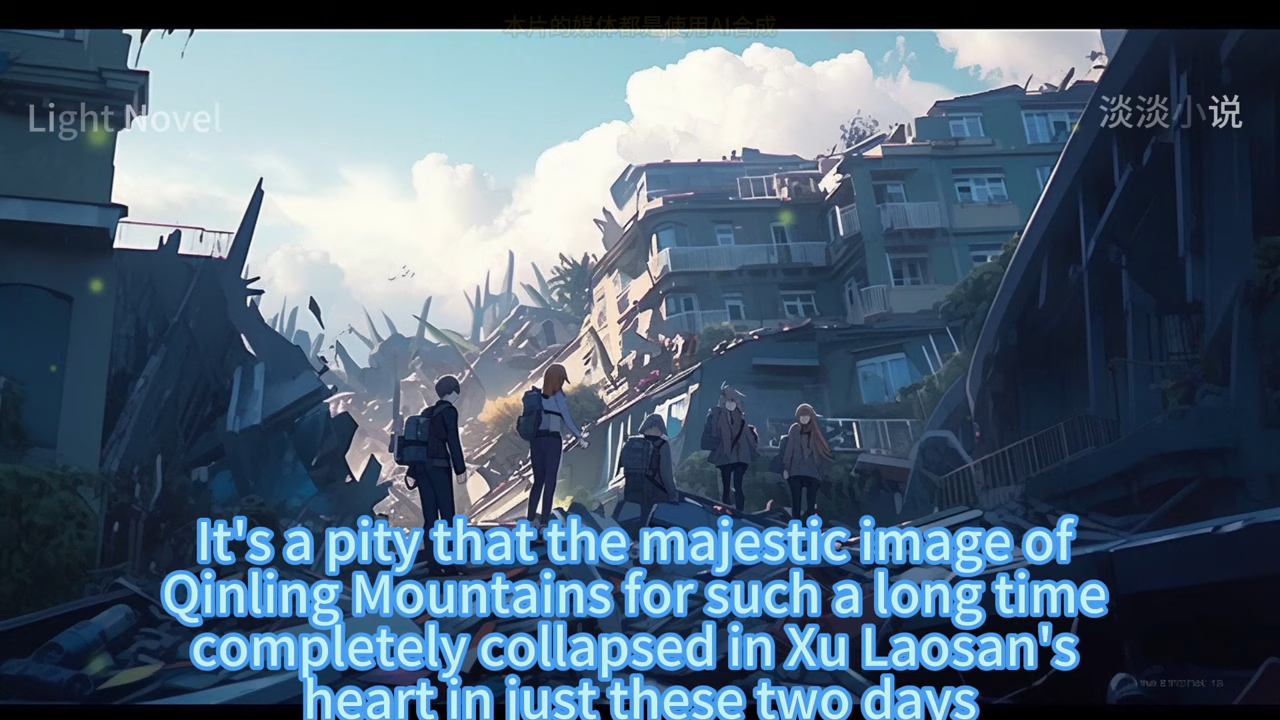 本片的媒体都是使用AI合成
Light Novel
淡淡小说
It's a pity that the majestic image of
Qinling Mountains for such a long time
completely collapsed in Xu Laosan's
heart in just these two days